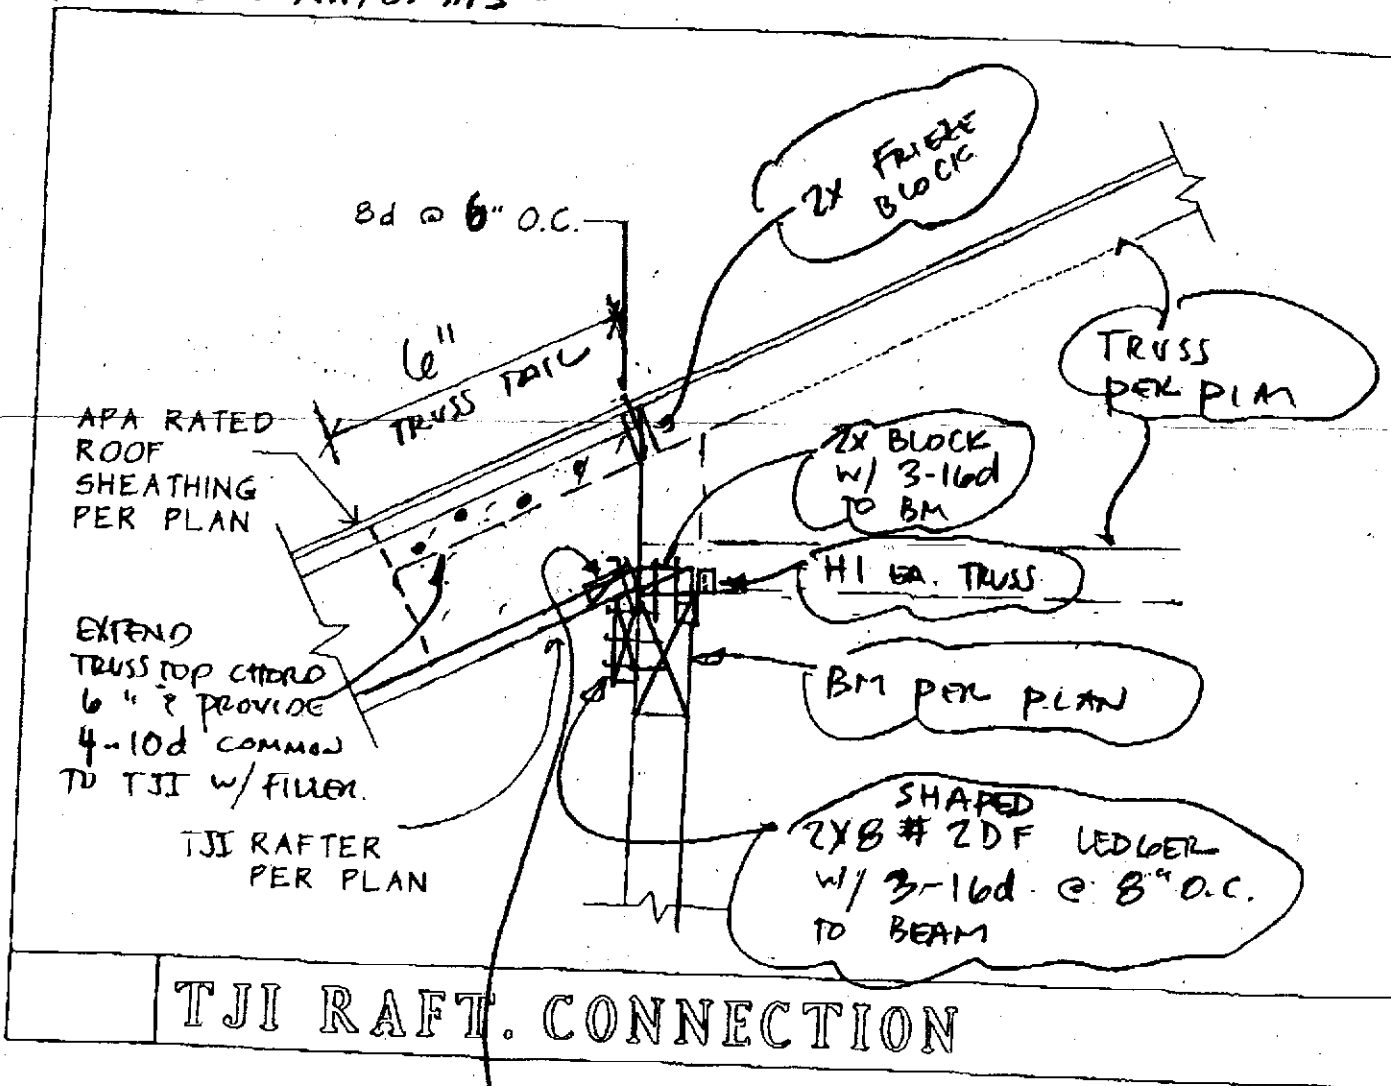 8d @ 6" O.C.
2X FRIEZE
BLOCK
6"
TRUSS TAIL
TRUSS
PER PLAN
APA RATED
ROOF
SHEATHING
PER PLAN
2X BLOCK
W/ 3-16d
TO BM
H1 EA. TRUSS
EXTEND
TRUSS TOP CHORD
6" & PROVIDE
4-10d COMMON
TO TJI W/ FILLER.
BM PER PLAN
TJI RAFTER
PER PLAN
SHAPED
2X8 # 2DF LEDGER
W/ 3-16d @ 8" O.C.
TO BEAM
TJI RAFT. CONNECTION